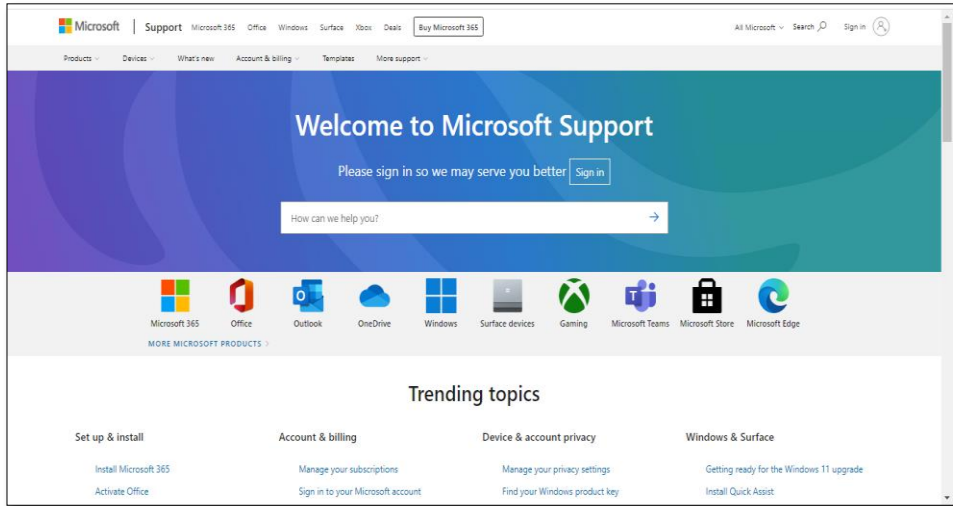 Microsoft | Support Microsoft 365 Office Windows Surface Xbox Deals Buy Microsoft 365 All Microsoft Search Sign in
Products Devices What's new Account & billing Templates More support
Welcome to Microsoft Support
Please sign in so we may serve you better Sign in
How can we help you?
Microsoft 365 Office Outlook OneDrive Windows Surface devices Gaming Microsoft Teams Microsoft Store Microsoft Edge
MORE MICROSOFT PRODUCTS >
Trending topics
Set up & install Account & billing Device & account privacy Windows & Surface
Install Microsoft 365 Manage your subscriptions Manage your privacy settings Getting ready for the Windows 11 upgrade
Activate Office Sign in to your Microsoft account Find your Windows product key Install Quick Assist